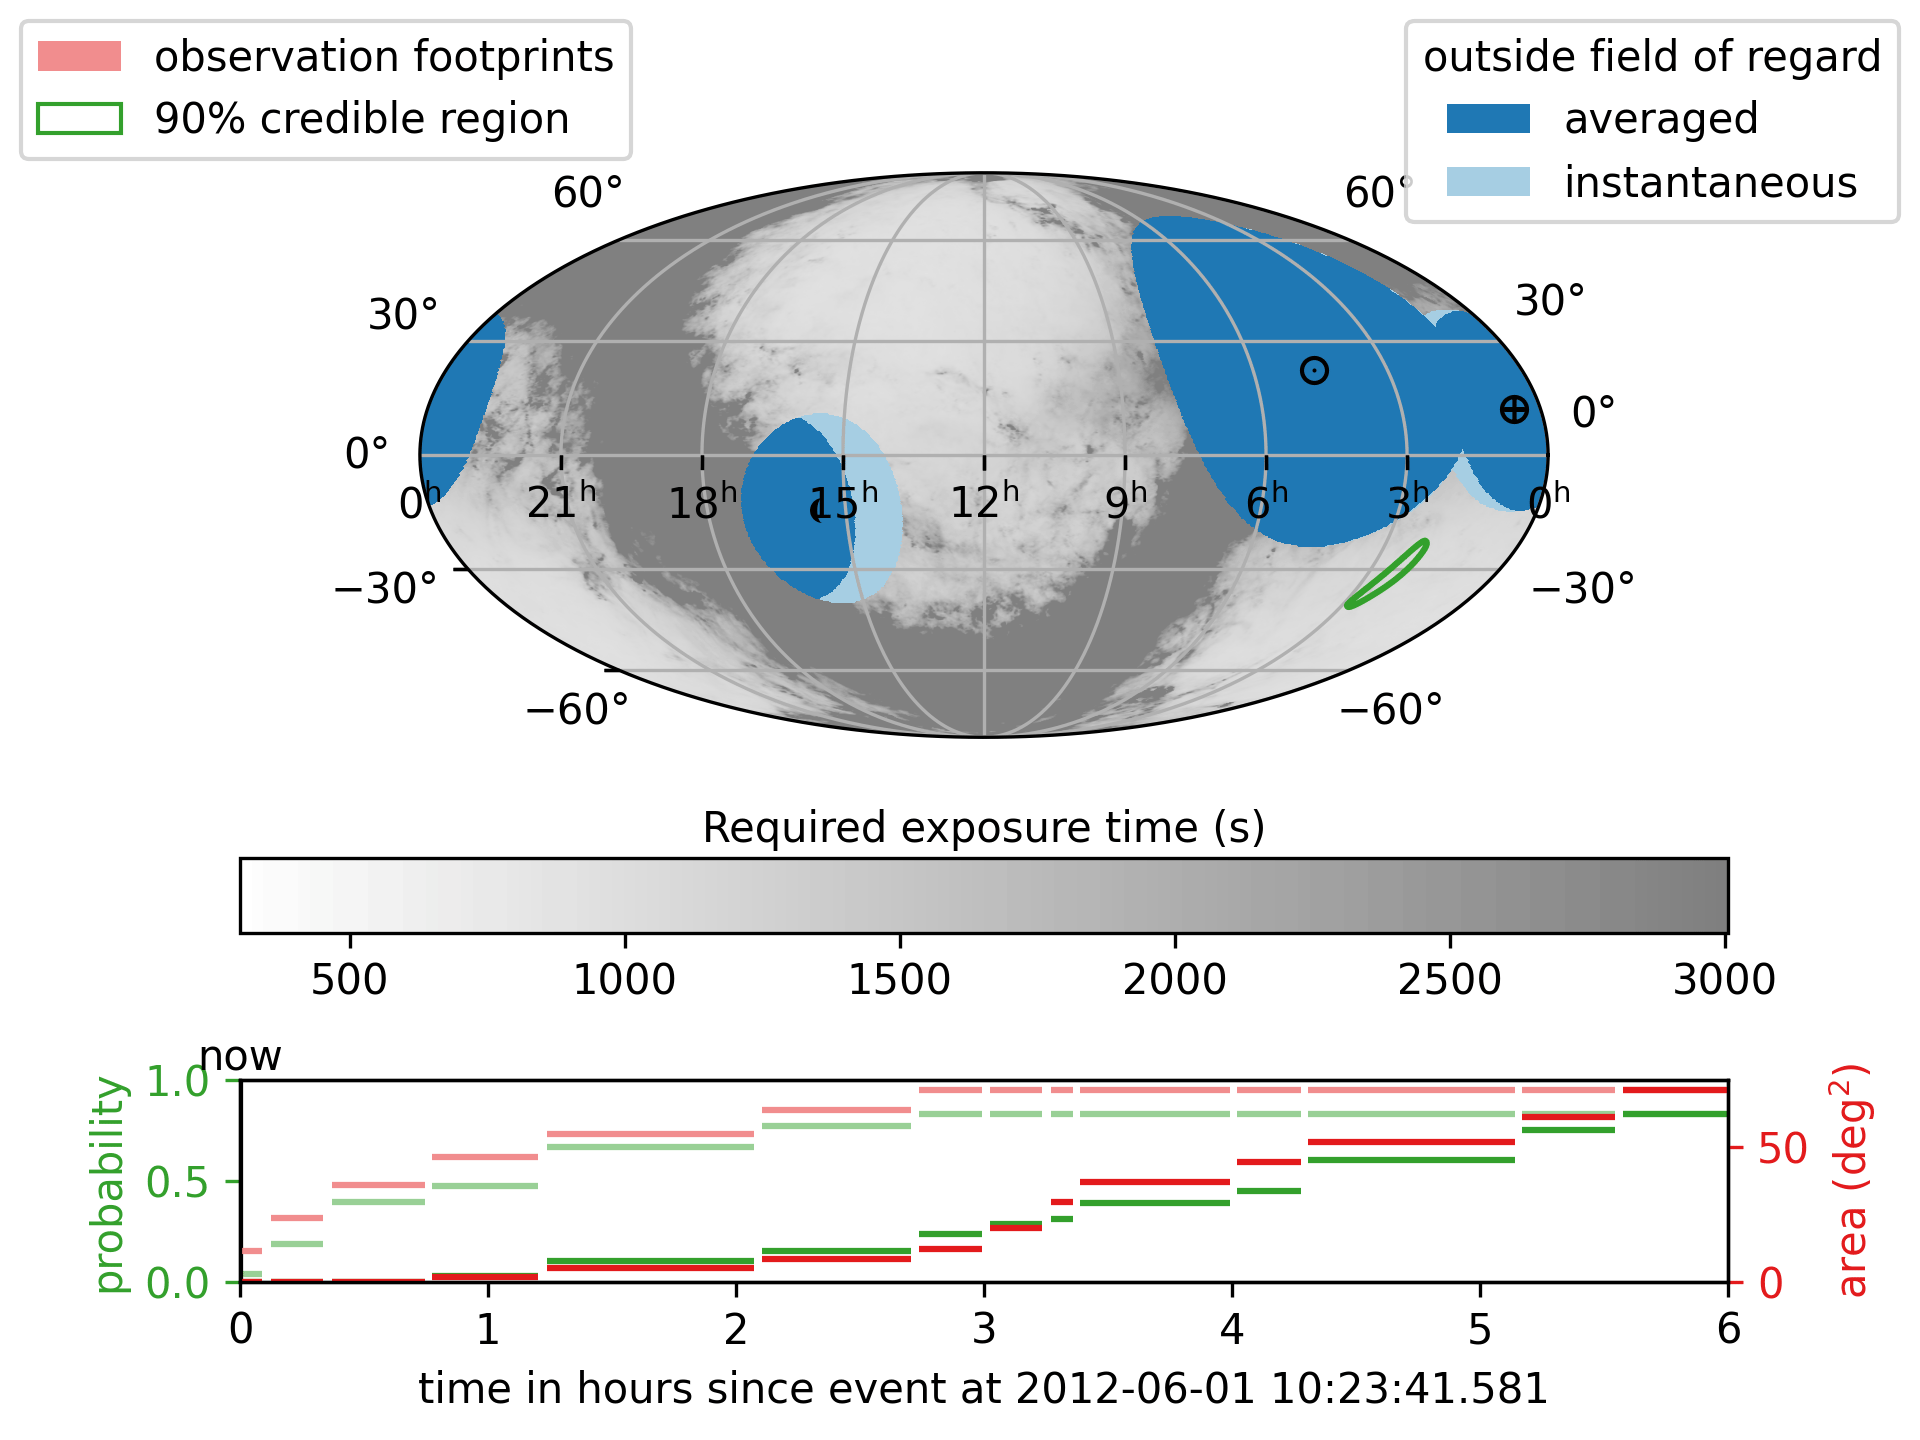 observation footprints
90% credible region
outside field of regard
averaged
instantaneous
60°
60°
30°
30°
0°
0°
0ʰ 21ʰ 18ʰ 15ʰ 12ʰ 9ʰ 6ʰ 3ʰ 0ʰ
−30°
−30°
−60°
−60°
Required exposure time (s)
500 1000 1500 2000 2500 3000
now
probability
1.0
0.5
0.0
50
0
area (deg²)
0 1 2 3 4 5 6
time in hours since event at 2012-06-01 10:23:41.581